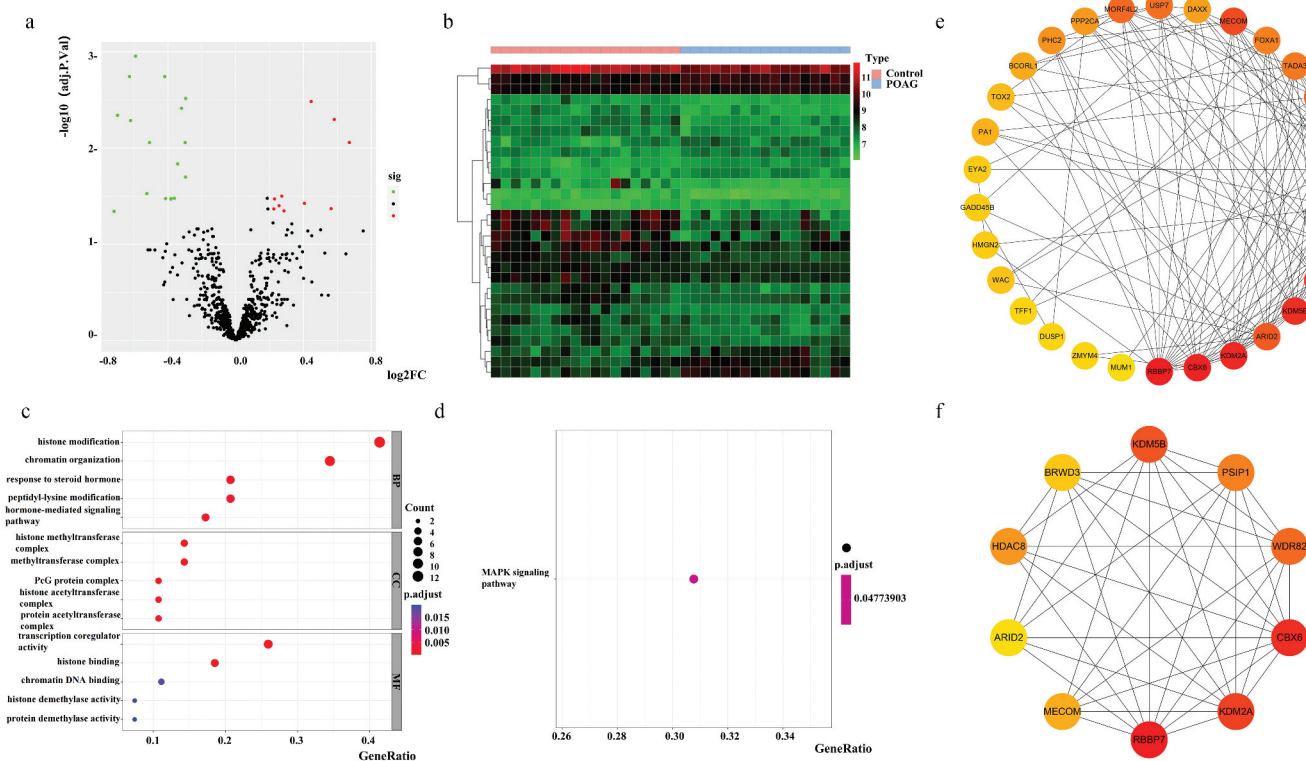 a
-log10 (adj.P.Val)
3-
2-
1-
0-
-0.8
-0.4
0.0
0.4
0.8
log2FC
sig
b
Type
Control
POAG
11
10
9
8
7
c
histone modification
chromatin organization
response to steroid hormone
peptidyl-lysine modification
hormone-mediated signaling
pathway
histone methyltransferase
complex
methyltransferase complex
PcG protein complex
histone acetyltransferase
complex
protein acetyltransferase
complex
transcription coregulator
activity
histone binding
chromatin DNA binding
histone demethylase activity
protein demethylase activity
BP
CC
MF
0.1
0.2
0.3
0.4
GeneRatio
Count
2
4
6
8
10
12
p.adjust
0.015
0.010
0.005
d
MAPK signaling
pathway
0.26
0.28
0.30
0.32
0.34
GeneRatio
p.adjust
0.04773903
e
MORF4L2
USP7
DAXX
MECOM
FOXA1
TADA3
PPP2CA
PHC2
BCORL1
TOX2
PA1
EYA2
GADD45B
HMGN2
WAC
TFF1
DUSP1
ZMYM4
MUM1
RBBP7
CBX6
KDM2A
ARID2
KDM5B
f
KDM5B
PSIP1
WDR82
CBX6
KDM2A
RBBP7
MECOM
ARID2
HDAC8
BRWD3